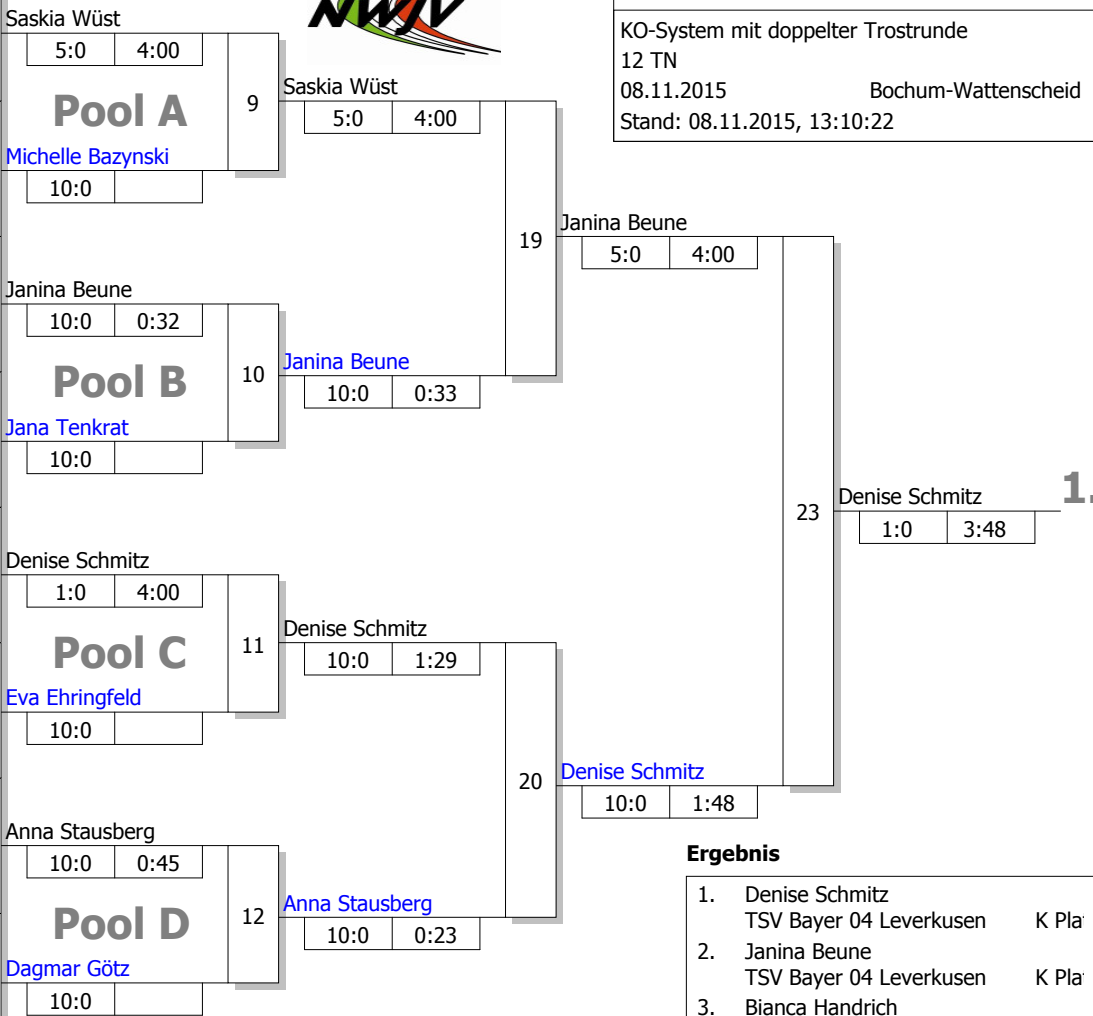 NWJV
KO-System mit doppelter Trostrunde
12 TN
08.11.2015 Bochum-Wattenscheid
Stand: 08.11.2015, 13:10:22
Saskia Wüst
5:0 4:00
Pool A
9
Michelle Bazynski
10:0
Saskia Wüst
5:0 4:00
19
Janina Beune
10:0 0:32
Pool B
10
Jana Tenkrat
10:0
Janina Beune
10:0 0:33
Janina Beune
5:0 4:00
23
Denise Schmitz
1:0 3:48
1.
Denise Schmitz
1:0 4:00
Pool C
11
Eva Ehringfeld
10:0
Denise Schmitz
10:0 1:29
20
Anna Stausberg
10:0 0:45
Pool D
12
Dagmar Götz
10:0
Anna Stausberg
10:0 0:23
Denise Schmitz
10:0 1:48
Ergebnis
1. Denise Schmitz
TSV Bayer 04 Leverkusen K
2. Janina Beune
TSV Bayer 04 Leverkusen K
3. Bianca Handrich